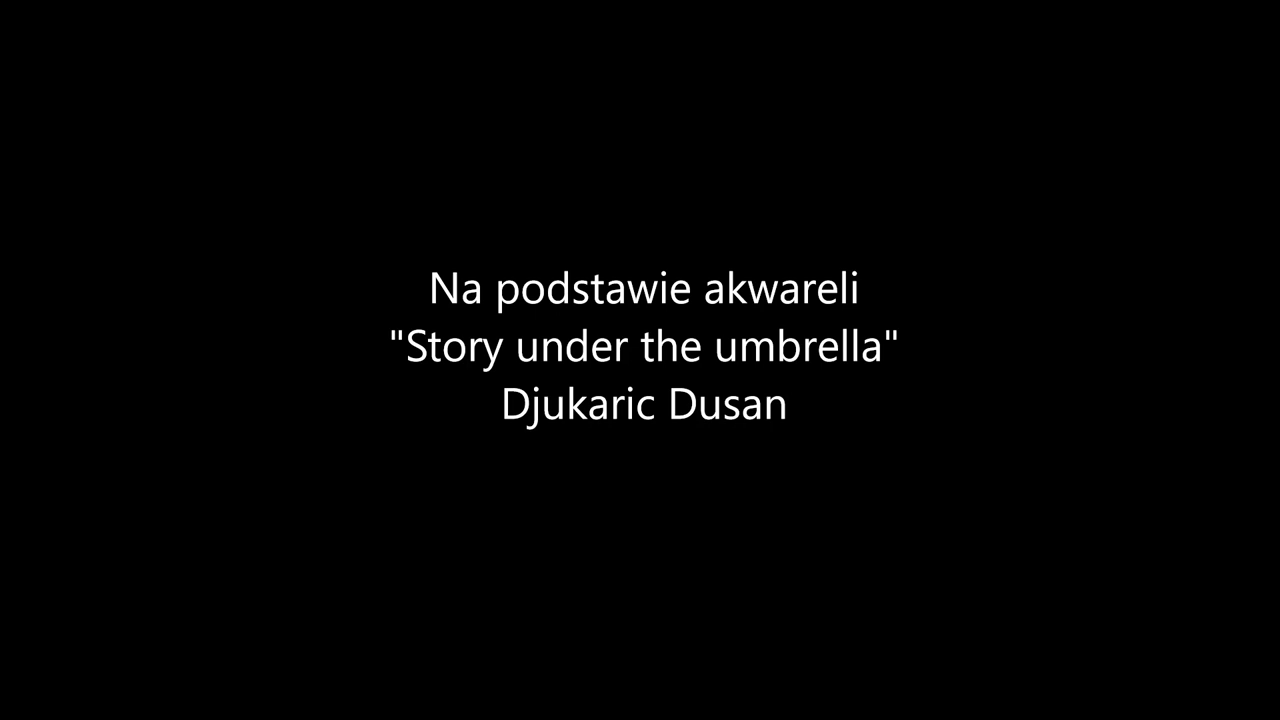 Na podstawie akwareli
"Story under the umbrella"
Djukaric Dusan